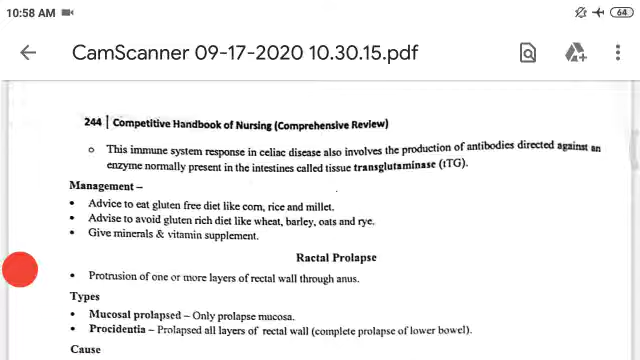 10:58 AM
64
CamScanner 09-17-2020 10.30.15.pdf
244 | Competitive Handbook of Nursing (Comprehensive Review)
o This immune system response in celiac disease also involves the production of antibodies directed against an
enzyme normally present in the intestines called tissue transglutaminase (tTG).
Management –
• Advice to eat gluten free diet like corn, rice and millet.
• Advise to avoid gluten rich diet like wheat, barley, oats and rye.
• Give minerals & vitamin supplement.
Ractal Prolapse
• Protrusion of one or more layers of rectal wall through anus.
Types
• Mucosal prolapsed – Only prolapse mucosa.
• Procidentia – Prolapsed all layers of rectal wall (complete prolapse of lower bowel).
Cause